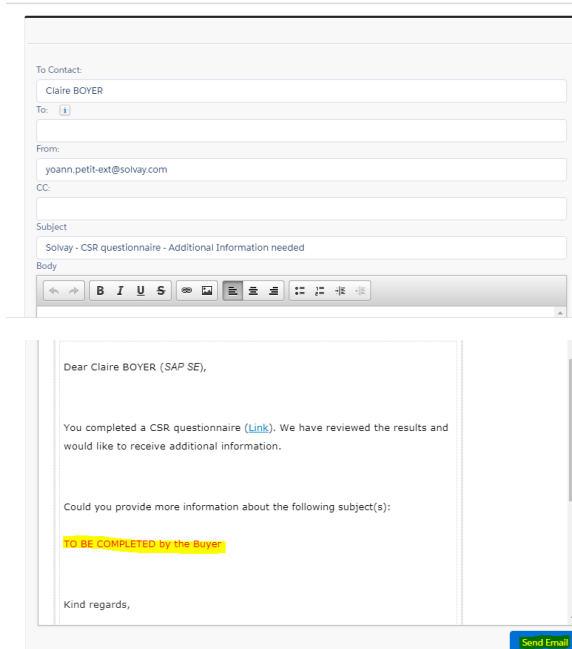 To Contact:
Claire BOYER
To: i
From:
yoann.petit-ext@solvay.com
CC:
Subject
Solvay - CSR questionnaire - Additional Information needed
Body
B I U S
Dear Claire BOYER (SAP SE),
You completed a CSR questionnaire (Link). We have reviewed the results and
would like to receive additional information.
Could you provide more information about the following subject(s):
TO BE COMPLETED by the Buyer
Kind regards,
Send Email